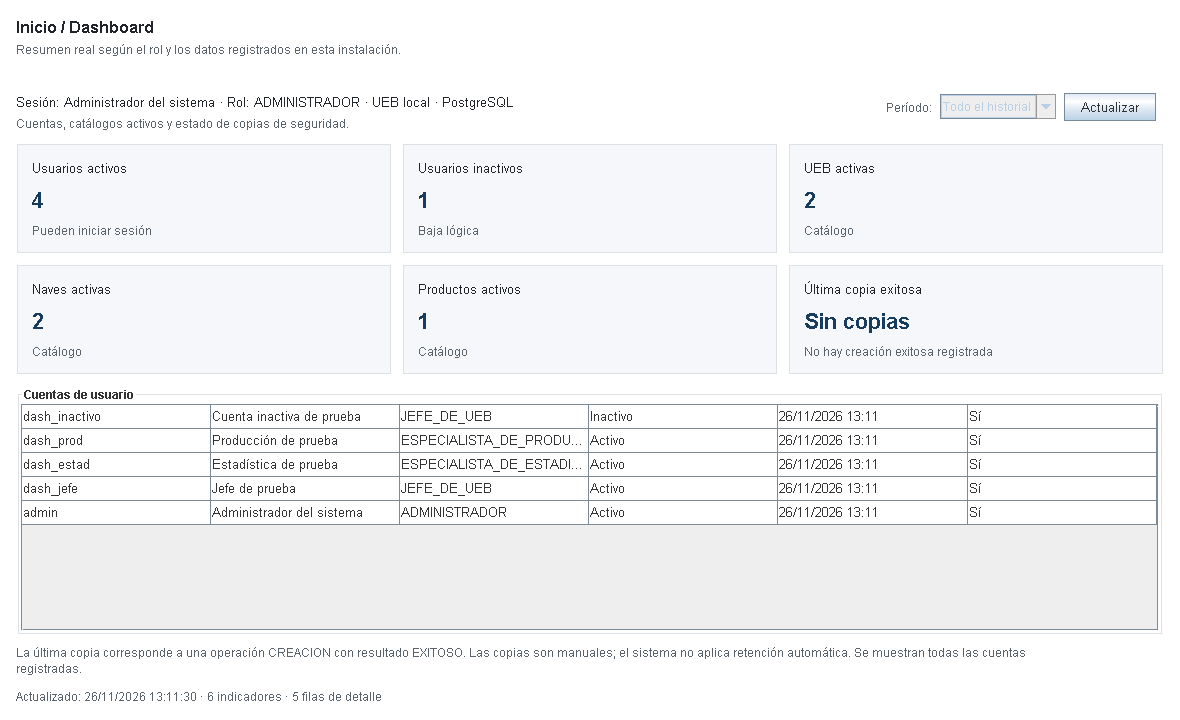 Inicio / Dashboard
Resumen real según el rol y los datos registrados en esta instalación.
Sesión: Administrador del sistema · Rol: ADMINISTRADOR · UEB local · PostgreSQL
Cuentas, catálogos activos y estado de copias de seguridad.
Período: Todo el historial Actualizar
Usuarios activos
4
Pueden iniciar sesión
Usuarios inactivos
1
Baja lógica
UEB activas
2
Catálogo
Naves activas
2
Catálogo
Productos activos
1
Catálogo
Última copia exitosa
Sin copias
No hay creación exitosa registrada
Cuentas de usuario
dash_inactivo Cuenta inactiva de prueba JEFE_DE_UEB Inactivo 26/11/2026 13:11 Sí
dash_prod Producción de prueba ESPECIALISTA_DE_PRODU... Activo 26/11/2026 13:11 Sí
dash_estad Estadística de prueba ESPECIALISTA_DE_ESTADI... Activo 26/11/2026 13:11 Sí
dash_jefe Jefe de prueba JEFE_DE_UEB Activo 26/11/2026 13:11 Sí
admin Administrador del sistema ADMINISTRADOR Activo 26/11/2026 13:11 Sí
La última copia corresponde a una operación CREACION con resultado EXITOSO. Las copias son manuales; el sistema no aplica retención automática. Se muestran todas las cuentas
registradas.
Actualizado: 26/11/2026 13:11:30 · 6 indicadores · 5 filas de detalle